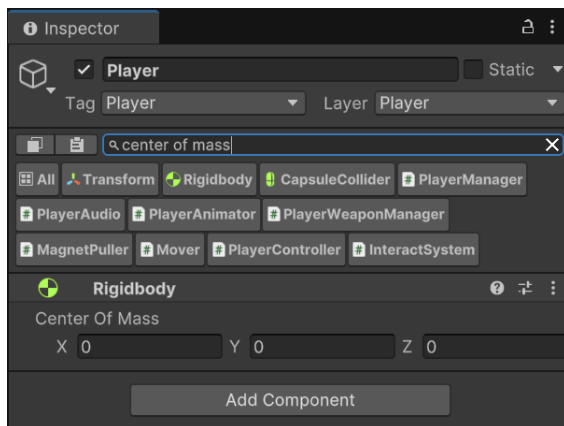 Inspector
Player Static
Tag Player Layer Player
center of mass
All Transform Rigidbody CapsuleCollider # PlayerManager
# PlayerAudio # PlayerAnimator # PlayerWeaponManager
# MagnetPuller # Mover # PlayerController # InteractSystem
Rigidbody
Center Of Mass
X 0 Y 0 Z 0
Add Component